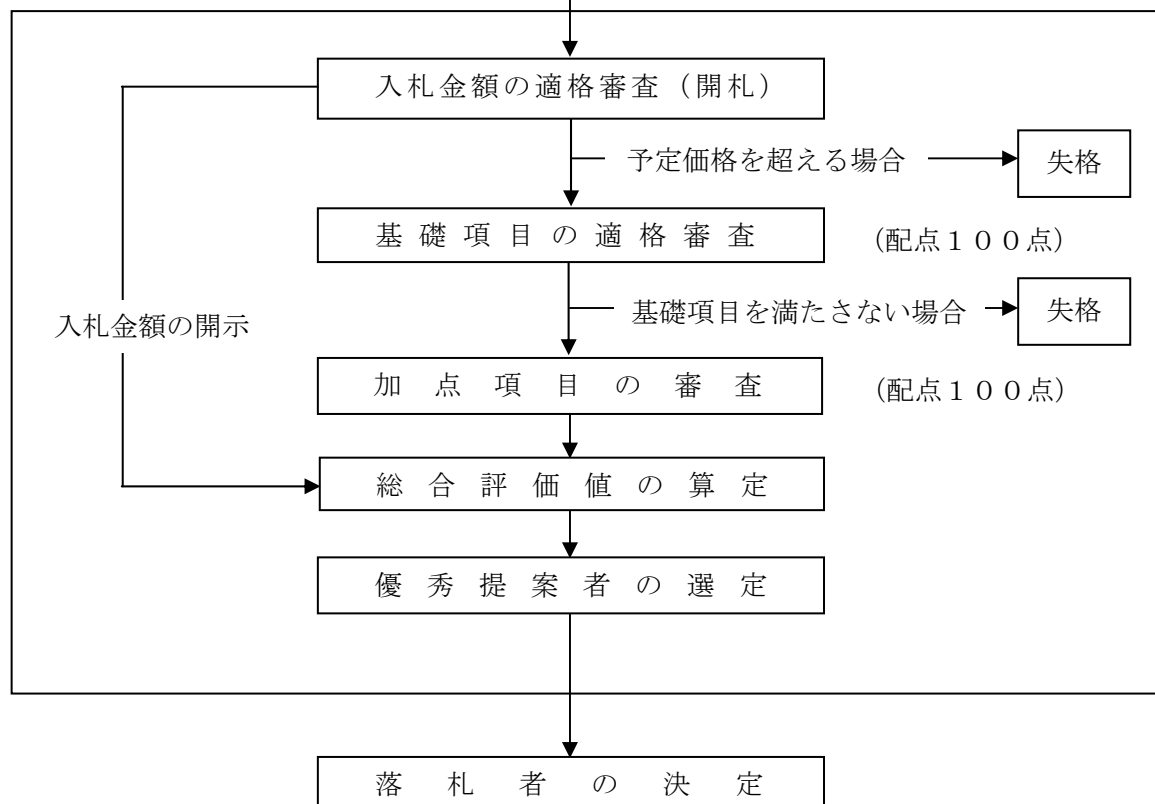 入札金額の適格審査（開札）
予定価格を超える場合
失格
基礎項目の適格審査
（配点１００点）
基礎項目を満たさない場合
失格
入札金額の開示
加点項目の審査
（配点１００点）
総合評価値の算定
優秀提案者の選定
落札者の決定